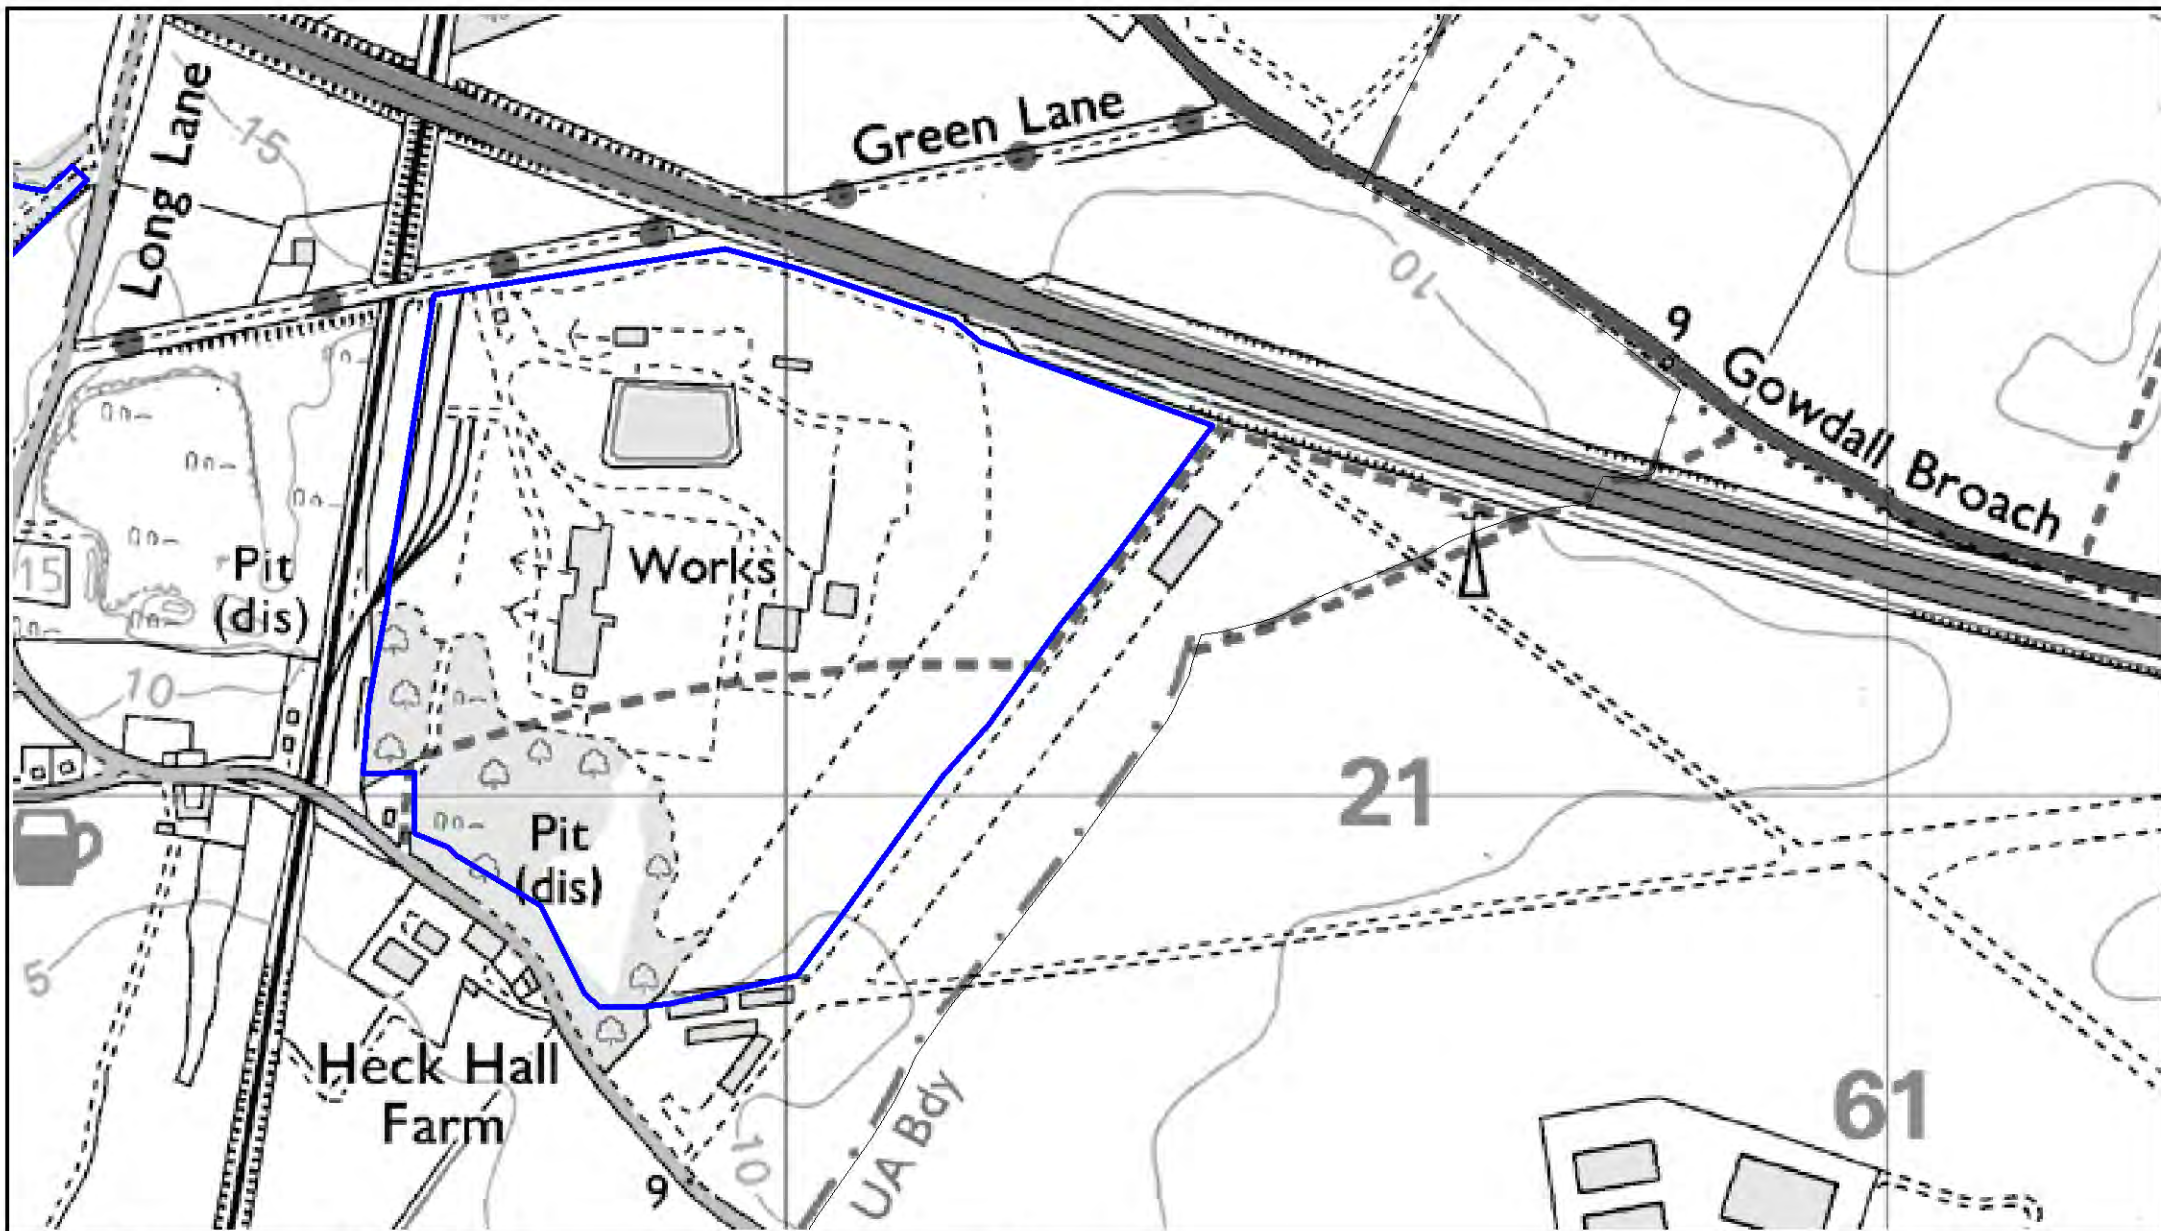 Long Lane
15
Green Lane
10
9
Gowdall Broach
15
Pit
(dis)
Works
10
21
Pit
(dis)
5
Heck Hall
Farm
61
10
UA Bdy
9